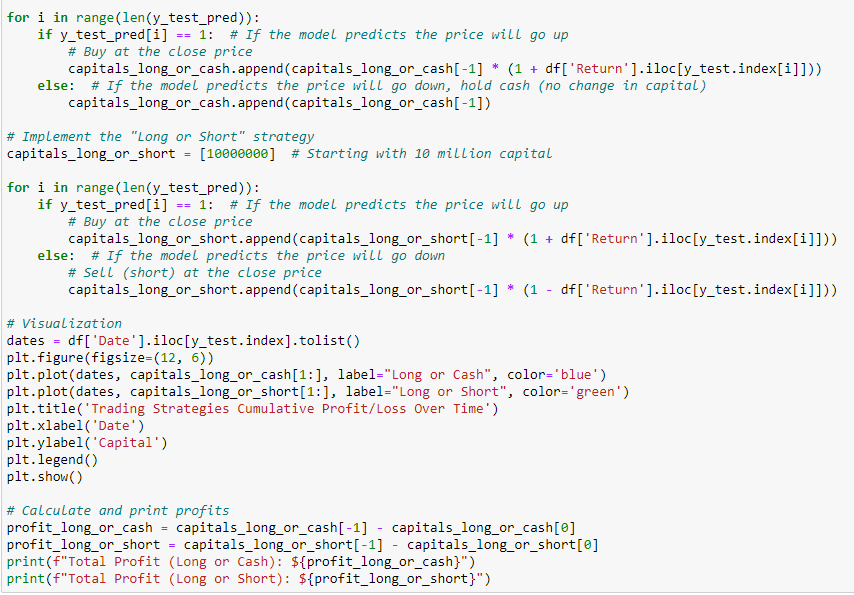 for i in range(len(y_test_pred)):
    if y_test_pred[i] == 1:  # If the model predicts the price will go up
        # Buy at the close price
        capitals_long_or_cash.append(capitals_long_or_cash[-1] * (1 + df['Return'].iloc[y_test.index[i]]))
    else:  # If the model predicts the price will go down, hold cash (no change in capital)
        capitals_long_or_cash.append(capitals_long_or_cash[-1])

# Implement the "Long or Short" strategy
capitals_long_or_short = [10000000]  # Starting with 10 million capital

for i in range(len(y_test_pred)):
    if y_test_pred[i] == 1:  # If the model predicts the price will go up
        # Buy at the close price
        capitals_long_or_short.append(capitals_long_or_short[-1] * (1 + df['Return'].iloc[y_test.index[i]]))
    else:  # If the model predicts the price will go down
        # Sell (short) at the close price
        capitals_long_or_short.append(capitals_long_or_short[-1] * (1 - df['Return'].iloc[y_test.index[i]]))

# Visualization
dates = df['Date'].iloc[y_test.index].tolist()
plt.figure(figsize=(12, 6))
plt.plot(dates, capitals_long_or_cash[1:], label="Long or Cash", color='blue')
plt.plot(dates, capitals_long_or_short[1:], label="Long or Short", color='green')
plt.title('Trading Strategies Cumulative Profit/Loss Over Time')
plt.xlabel('Date')
plt.ylabel('Capital')
plt.legend()
plt.show()

# Calculate and print profits
profit_long_or_cash = capitals_long_or_cash[-1] - capitals_long_or_cash[0]
profit_long_or_short = capitals_long_or_short[-1] - capitals_long_or_short[0]
print(f"Total Profit (Long or Cash): ${profit_long_or_cash}")
print(f"Total Profit (Long or Short): ${profit_long_or_short}")